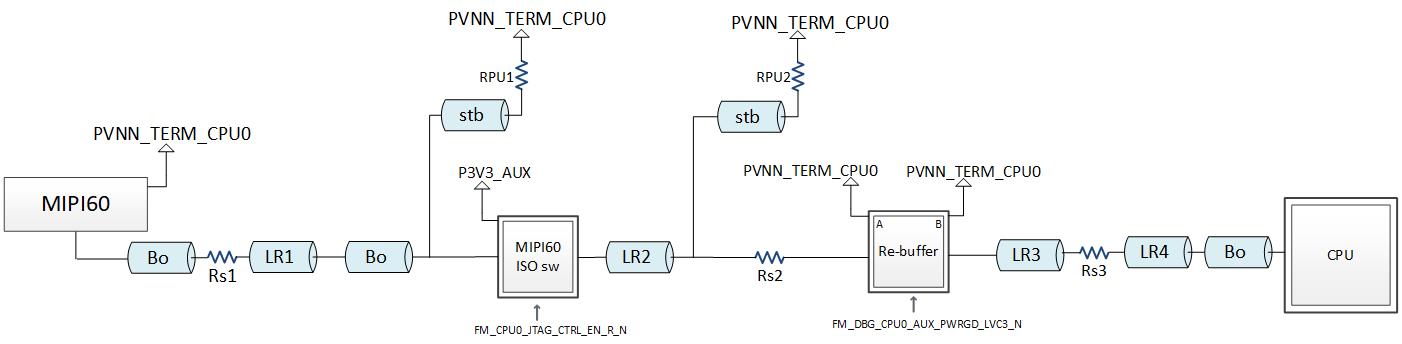 PVNN_TERM_CPU0
PVNN_TERM_CPU0
RPU1
RPU2
stb
stb
PVNN_TERM_CPU0
P3V3_AUX
PVNN_TERM_CPU0
PVNN_TERM_CPU0
MIPI60
A
B
MIPI60
ISO sw
Re-buffer
CPU
Bo
Rs1
LR1
Bo
LR2
Rs2
LR3
Rs3
LR4
Bo
FM_CPU0_JTAG_CTRL_EN_R_N
FM_DBG_CPU0_AUX_PWRGD_LVC3_N